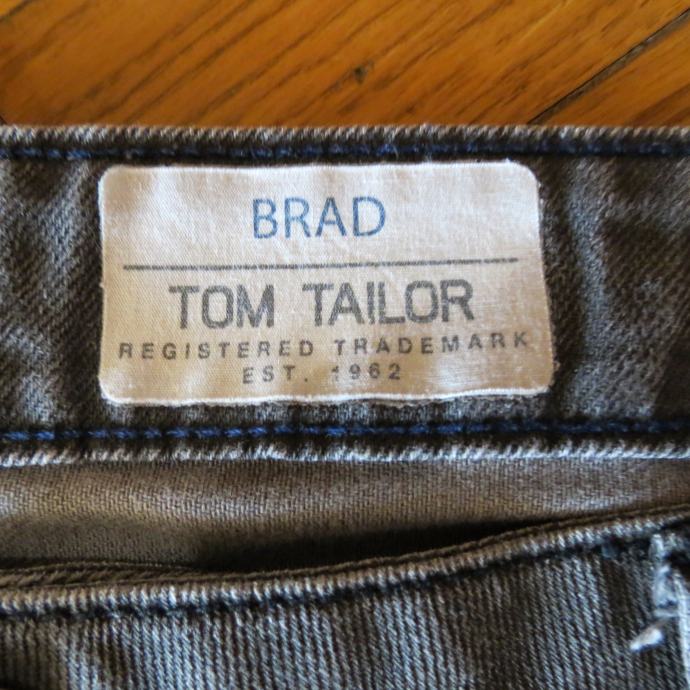 BRAD
TOM TAILOR
REGISTERED TRADEMARK
EST. 1962